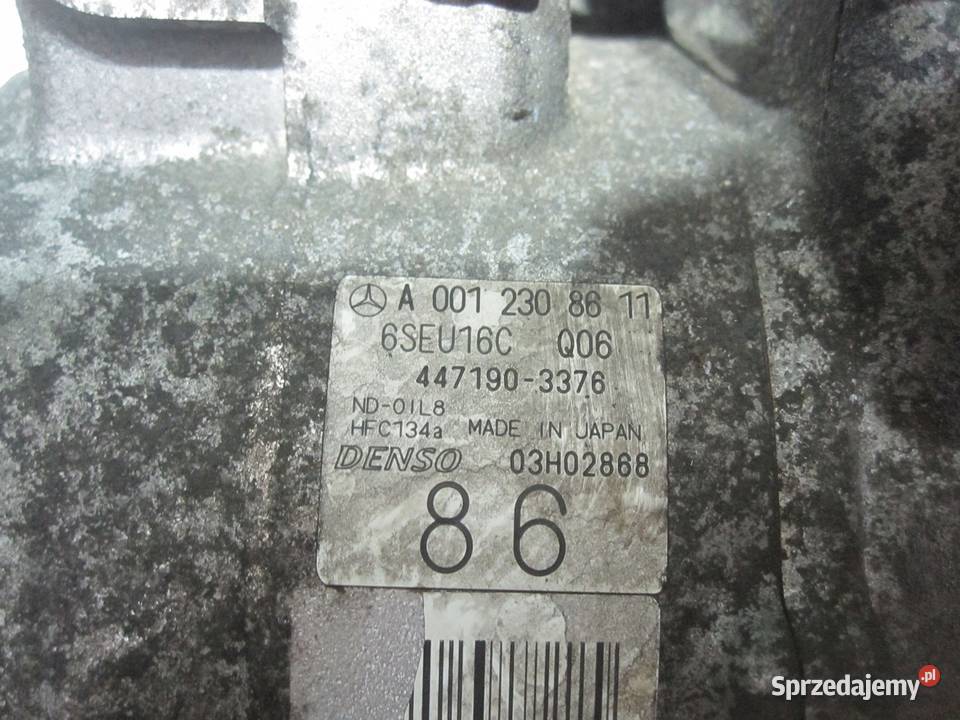 A 001 230 86 11
6SEU16C Q06
447190-3376
ND-OIL8
HFC134a MADE IN JAPAN
DENSO 03H02868
86
Sprzedajemy.pl